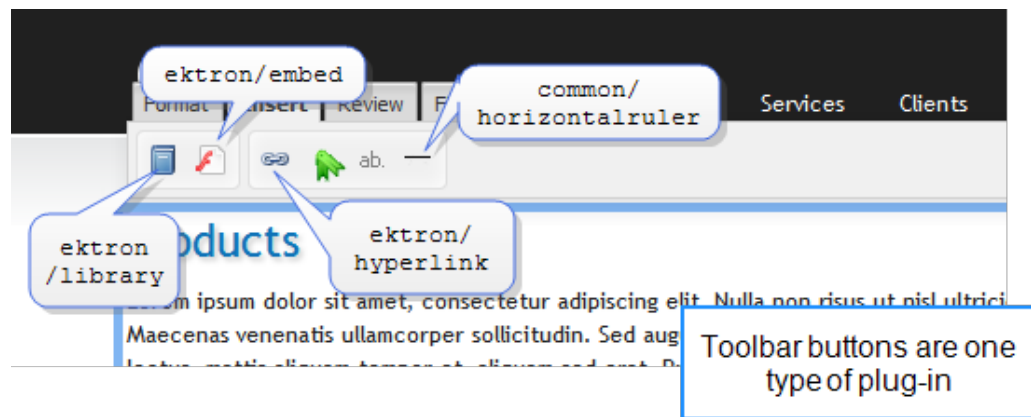 ektron/embed
common/
horizontalruler
Format Insert Review
Services Clients
ab.
ektron
/library
ektron/
hyperlink
ipsum dolor sit amet, consectetur adipiscing elit. Nulla non risus ut nisl ultrici
Maecenas venenatis ullamcorper sollicitudin. Sed aug
Toolbar buttons are one
type of plug-in